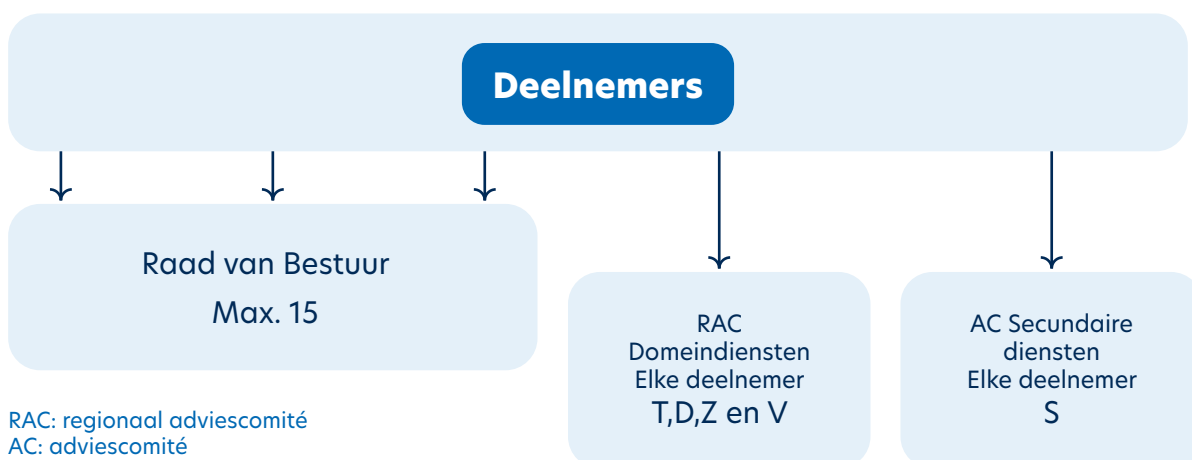 Deelnemers
Raad van Bestuur
Max. 15
RAC
Domeindiensten
Elke deelnemer
T,D,Z en V
AC Secundaire
diensten
Elke deelnemer
S
RAC: regionaal adviescomité
AC: adviescomité